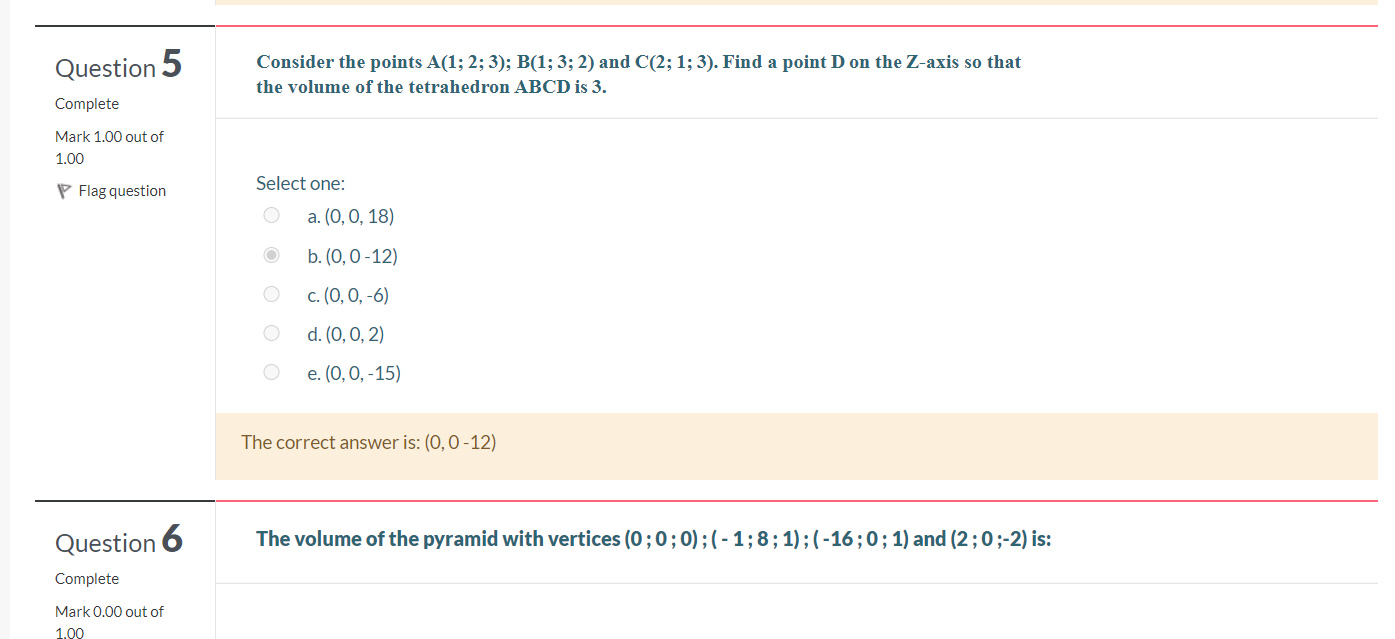 Question 5
Complete
Mark 1.00 out of
1.00
Flag question
Consider the points A(1; 2; 3); B(1; 3; 2) and C(2; 1; 3). Find a point D on the Z-axis so that
the volume of the tetrahedron ABCD is 3.
Select one:
a. (0, 0, 18)
b. (0, 0 -12)
c. (0, 0, -6)
d. (0, 0, 2)
e. (0, 0, -15)
The correct answer is: (0, 0 -12)
Question 6
Complete
Mark 0.00 out of
1.00
The volume of the pyramid with vertices (0 ; 0 ; 0) ; ( - 1 ; 8 ; 1) ; ( -16 ; 0 ; 1) and (2 ; 0 ;-2) is: